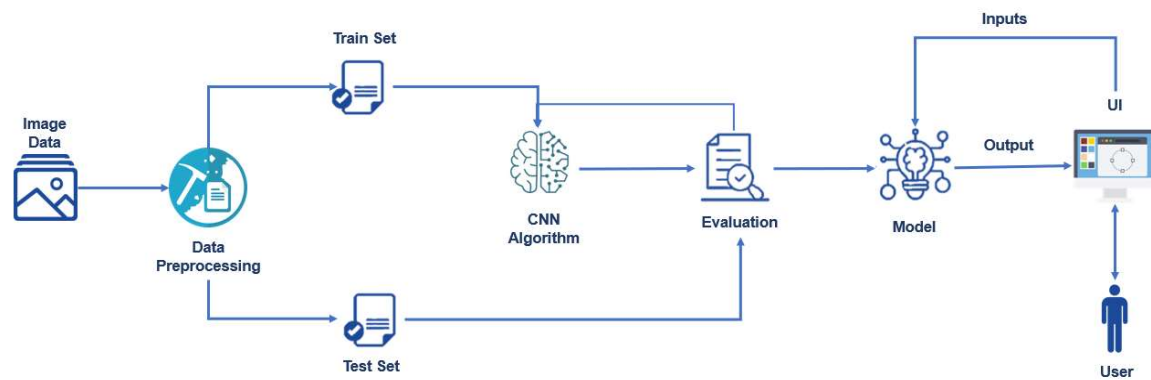 Image
Data
Data
Preprocessing
Train Set
Test Set
CNN
Algorithm
Evaluation
Model
Inputs
Output
UI
User